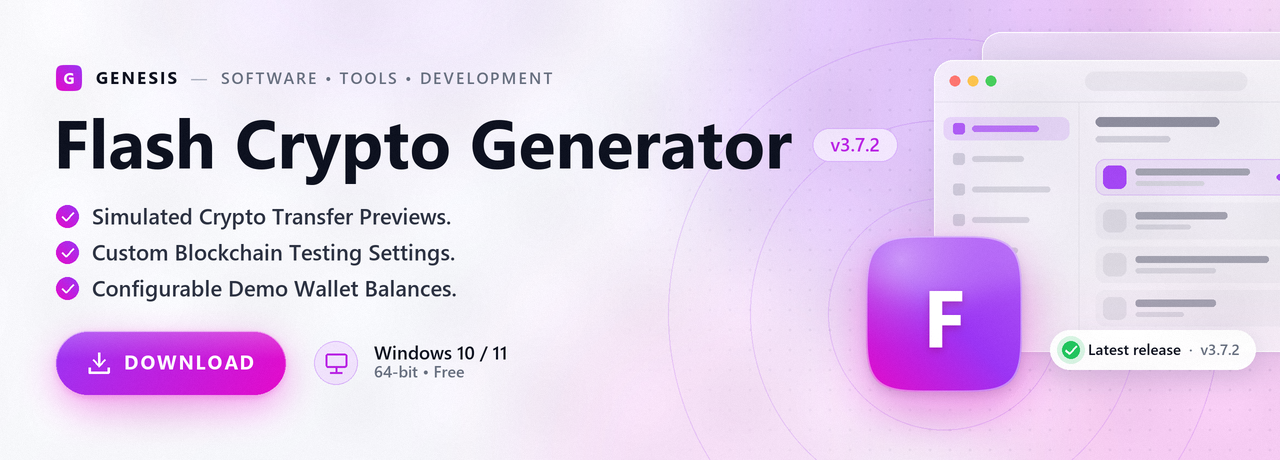 G GENESIS — SOFTWARE • TOOLS • DEVELOPMENT
Flash Crypto Generator v3.7.2
Simulated Crypto Transfer Previews.
Custom Blockchain Testing Settings.
Configurable Demo Wallet Balances.
DOWNLOAD
Windows 10 / 11
64-bit • Free
F
Latest release · v3.7.2